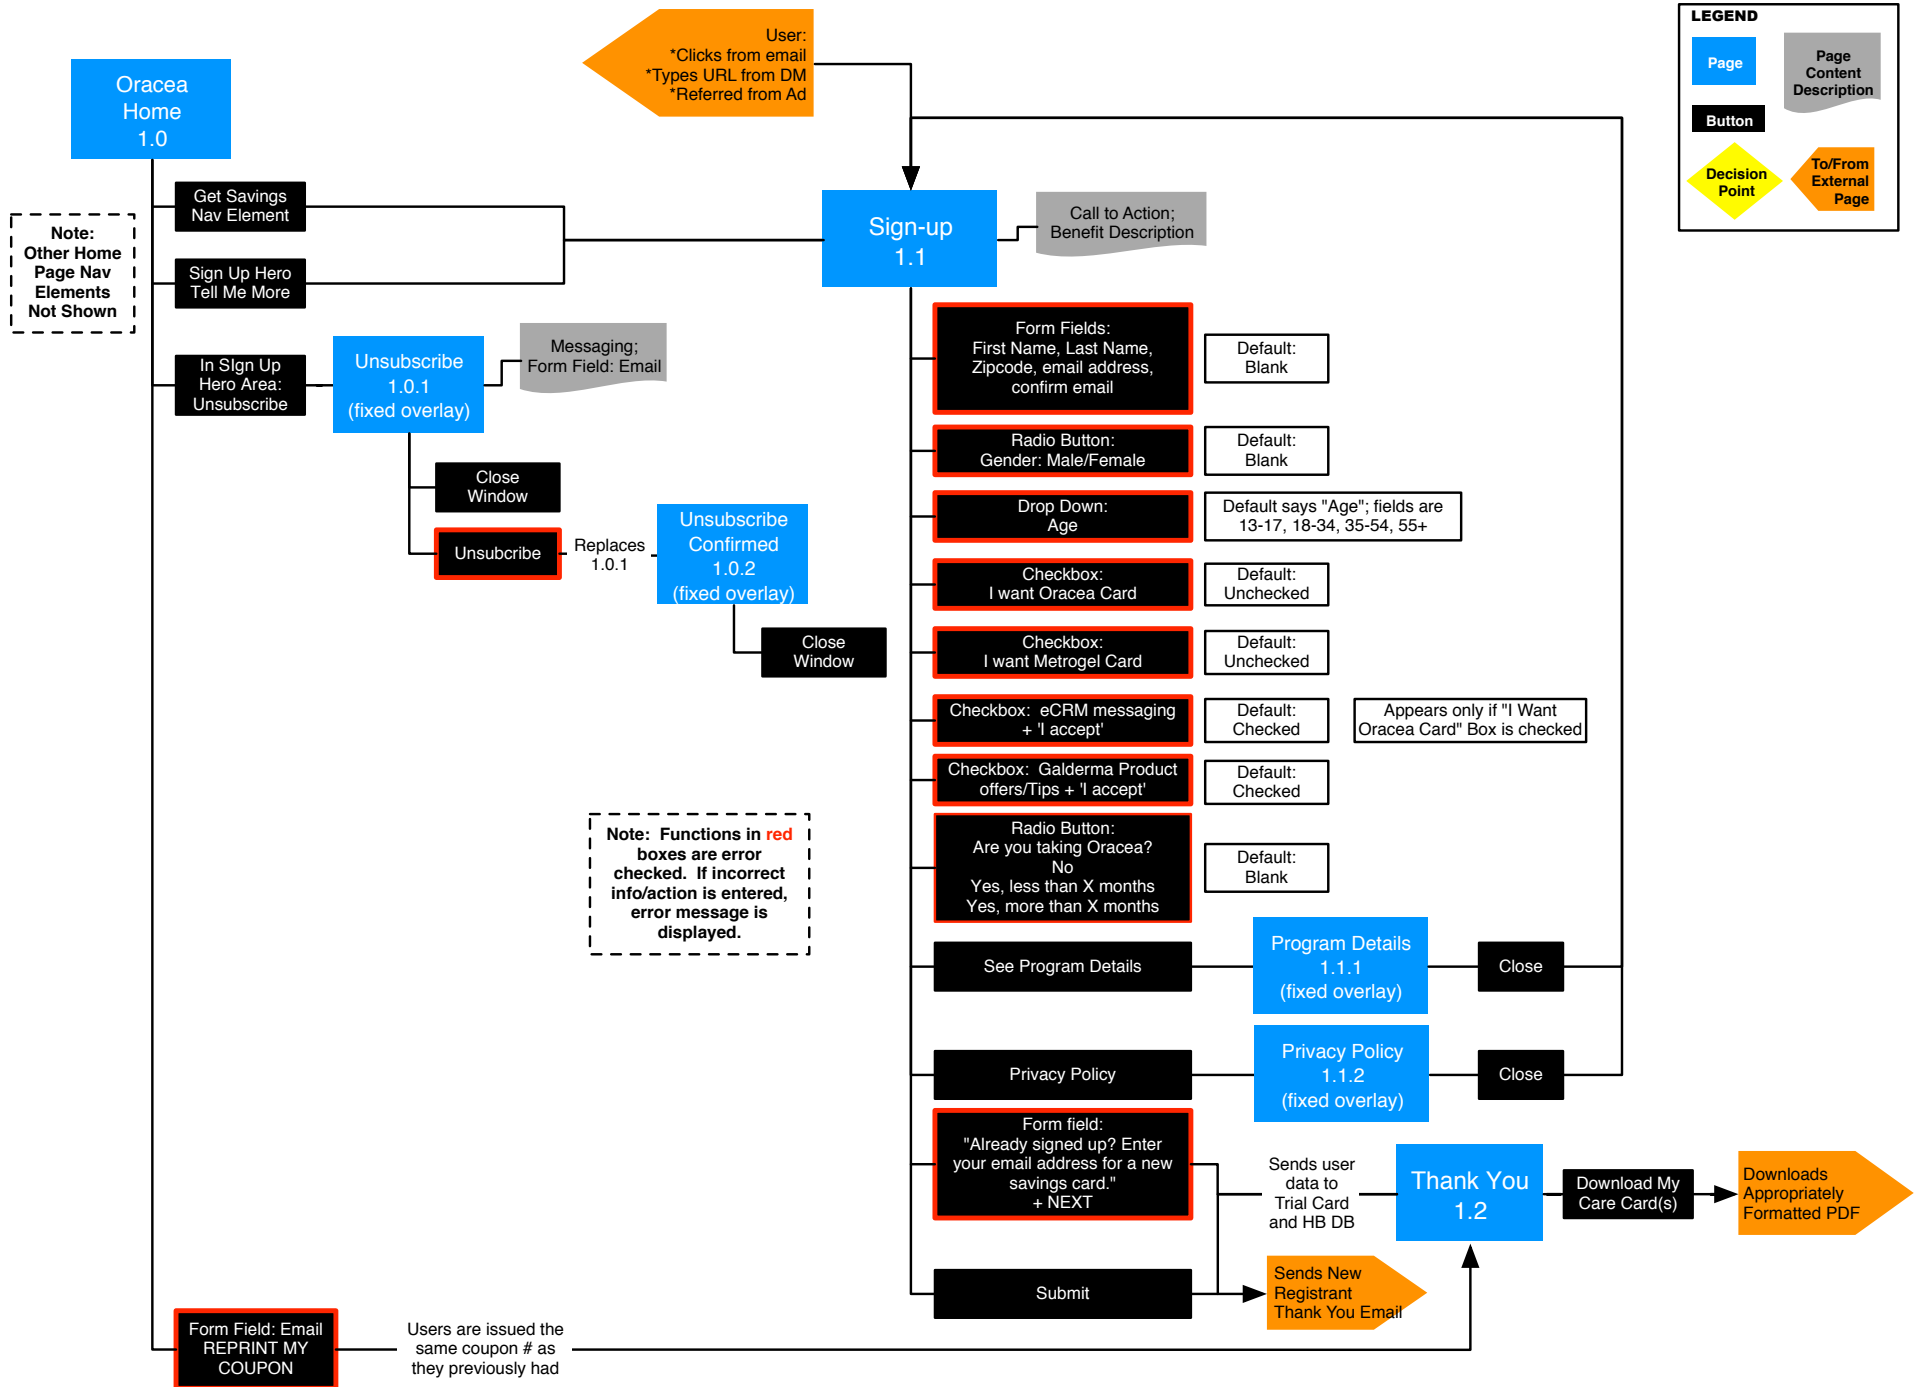 User:
*Clicks from email
*Types URL from DM
*Referred from Ad
LEGEND
Page
Page
Content
Description
Button
Decision
Point
To/From
External
Page
Oracea
Home
1.0
Get Savings
Nav Element
Note:
Other Home
Page Nav
Elements
Not Shown
Sign Up Hero
Tell Me More
Sign-up
1.1
Call to Action;
Benefit Description
In SIgn Up
Hero Area:
Unsubscribe
Unsubscribe
1.0.1
(fixed overlay)
Messaging;
Form Field: Email
Close
Window
Unsubcribe
Replaces
1.0.1
Unsubscribe
Confirmed
1.0.2
(fixed overlay)
Close
Window
Form Fields:
First Name, Last Name,
Zipcode, email address,
confirm email
Default:
Blank
Radio Button:
Gender: Male/Female
Default:
Blank
Drop Down:
Age
Default says "Age"; fields are
13-17, 18-34, 35-54, 55+
Checkbox:
I want Oracea Card
Default:
Unchecked
Checkbox:
I want Metrogel Card
Default:
Unchecked
Checkbox:  eCRM messaging
+ 'I accept'
Default:
Checked
Appears only if "I Want
Oracea Card" Box is checked
Checkbox:  Galderma Product
offers/Tips + 'I accept'
Default:
Checked
Note:  Functions in red
boxes are error
checked.  If incorrect
info/action is entered,
error message is
displayed.
Radio Button:
Are you taking Oracea?
No
Yes, less than X months
Yes, more than X months
Default:
Blank
See Program Details
Program Details
1.1.1
(fixed overlay)
Close
Privacy Policy
Privacy Policy
1.1.2
(fixed overlay)
Close
Form field:
"Already signed up? Enter
your email address for a new
savings card."
+ NEXT
Sends user
data to
Trial Card
and HB DB
Thank You
1.2
Download My
Care Card(s)
Downloads
Appropriately
Formatted PDF
Submit
Sends New
Registrant
Thank You Email
Form Field: Email
REPRINT MY
COUPON
Users are issued the
same coupon # as
they previously had